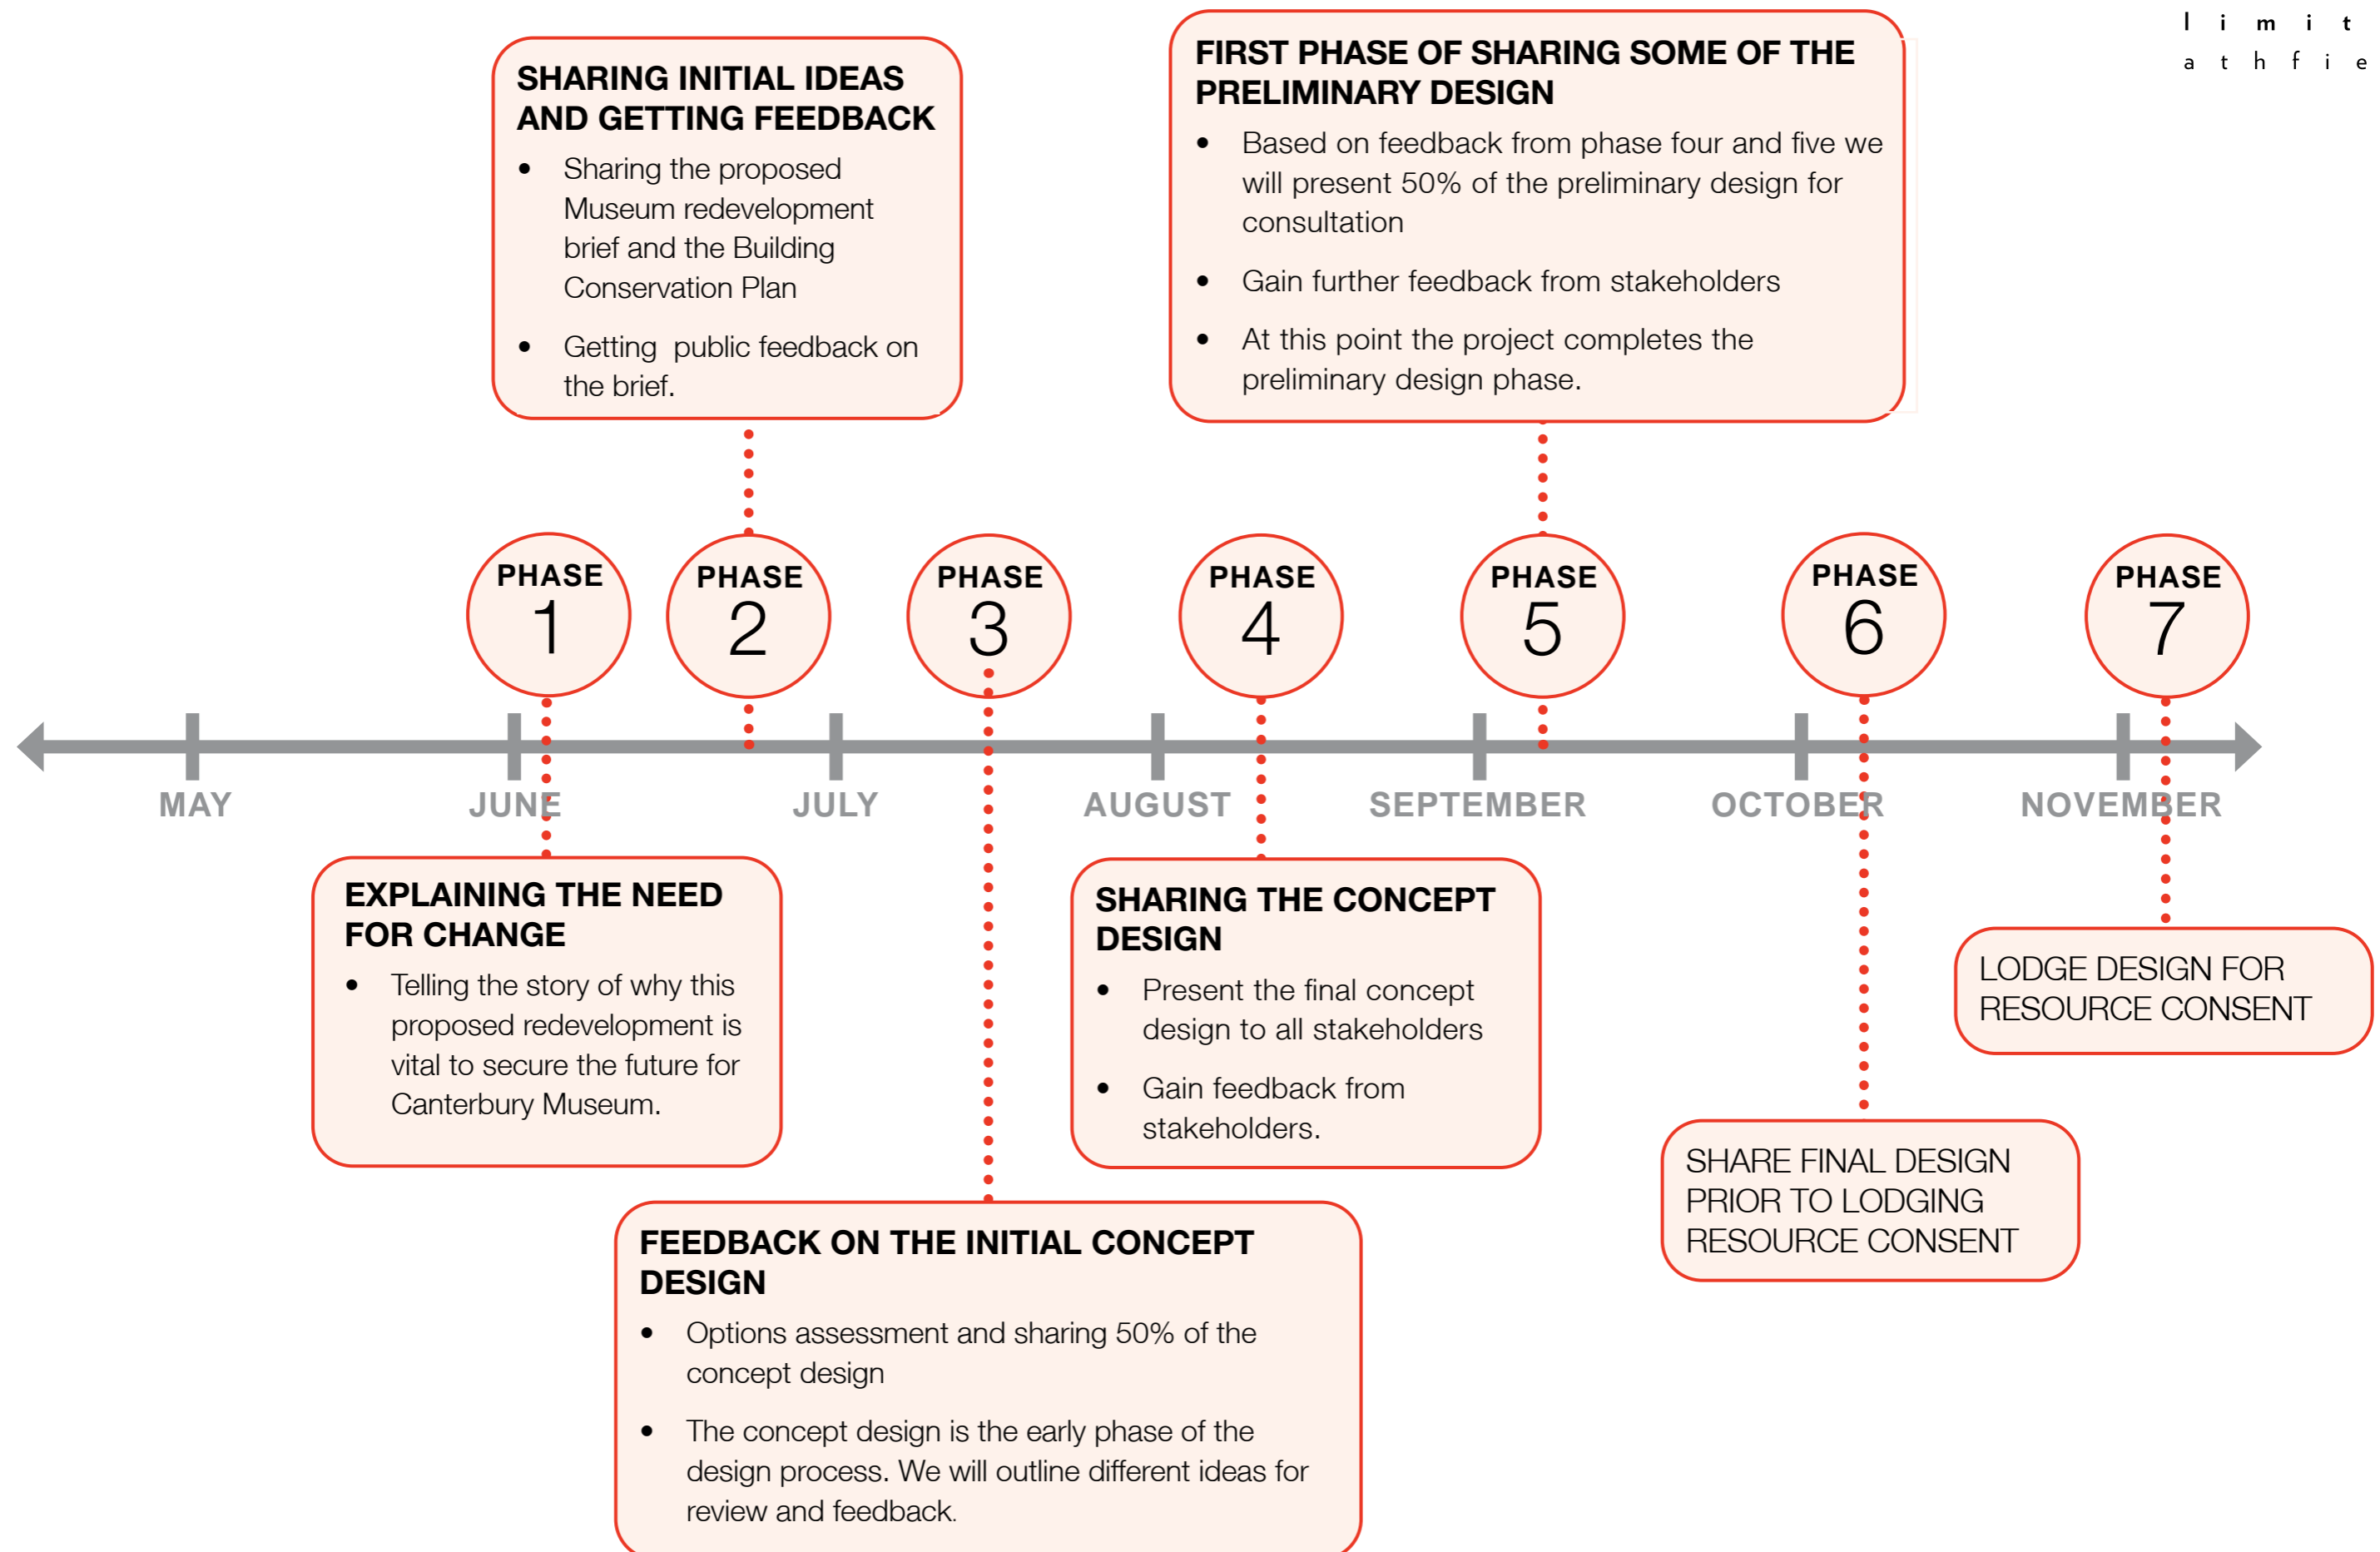 l i m i t
a t h f i e
SHARING INITIAL IDEAS
AND GETTING FEEDBACK
• Sharing the proposed
Museum redevelopment
brief and the Building
Conservation Plan
• Getting public feedback on
the brief.
FIRST PHASE OF SHARING SOME OF THE
PRELIMINARY DESIGN
• Based on feedback from phase four and five we
will present 50% of the preliminary design for
consultation
• Gain further feedback from stakeholders
• At this point the project completes the
preliminary design phase.
PHASE
1
PHASE
2
PHASE
3
PHASE
4
PHASE
5
PHASE
6
PHASE
7
MAY
JUNE
JULY
AUGUST
SEPTEMBER
OCTOBER
NOVEMBER
EXPLAINING THE NEED
FOR CHANGE
• Telling the story of why this
proposed redevelopment is
vital to secure the future for
Canterbury Museum.
SHARING THE CONCEPT
DESIGN
• Present the final concept
design to all stakeholders
• Gain feedback from
stakeholders.
LODGE DESIGN FOR
RESOURCE CONSENT
SHARE FINAL DESIGN
PRIOR TO LODGING
RESOURCE CONSENT
FEEDBACK ON THE INITIAL CONCEPT
DESIGN
• Options assessment and sharing 50% of the
concept design
• The concept design is the early phase of the
design process. We will outline different ideas for
review and feedback.